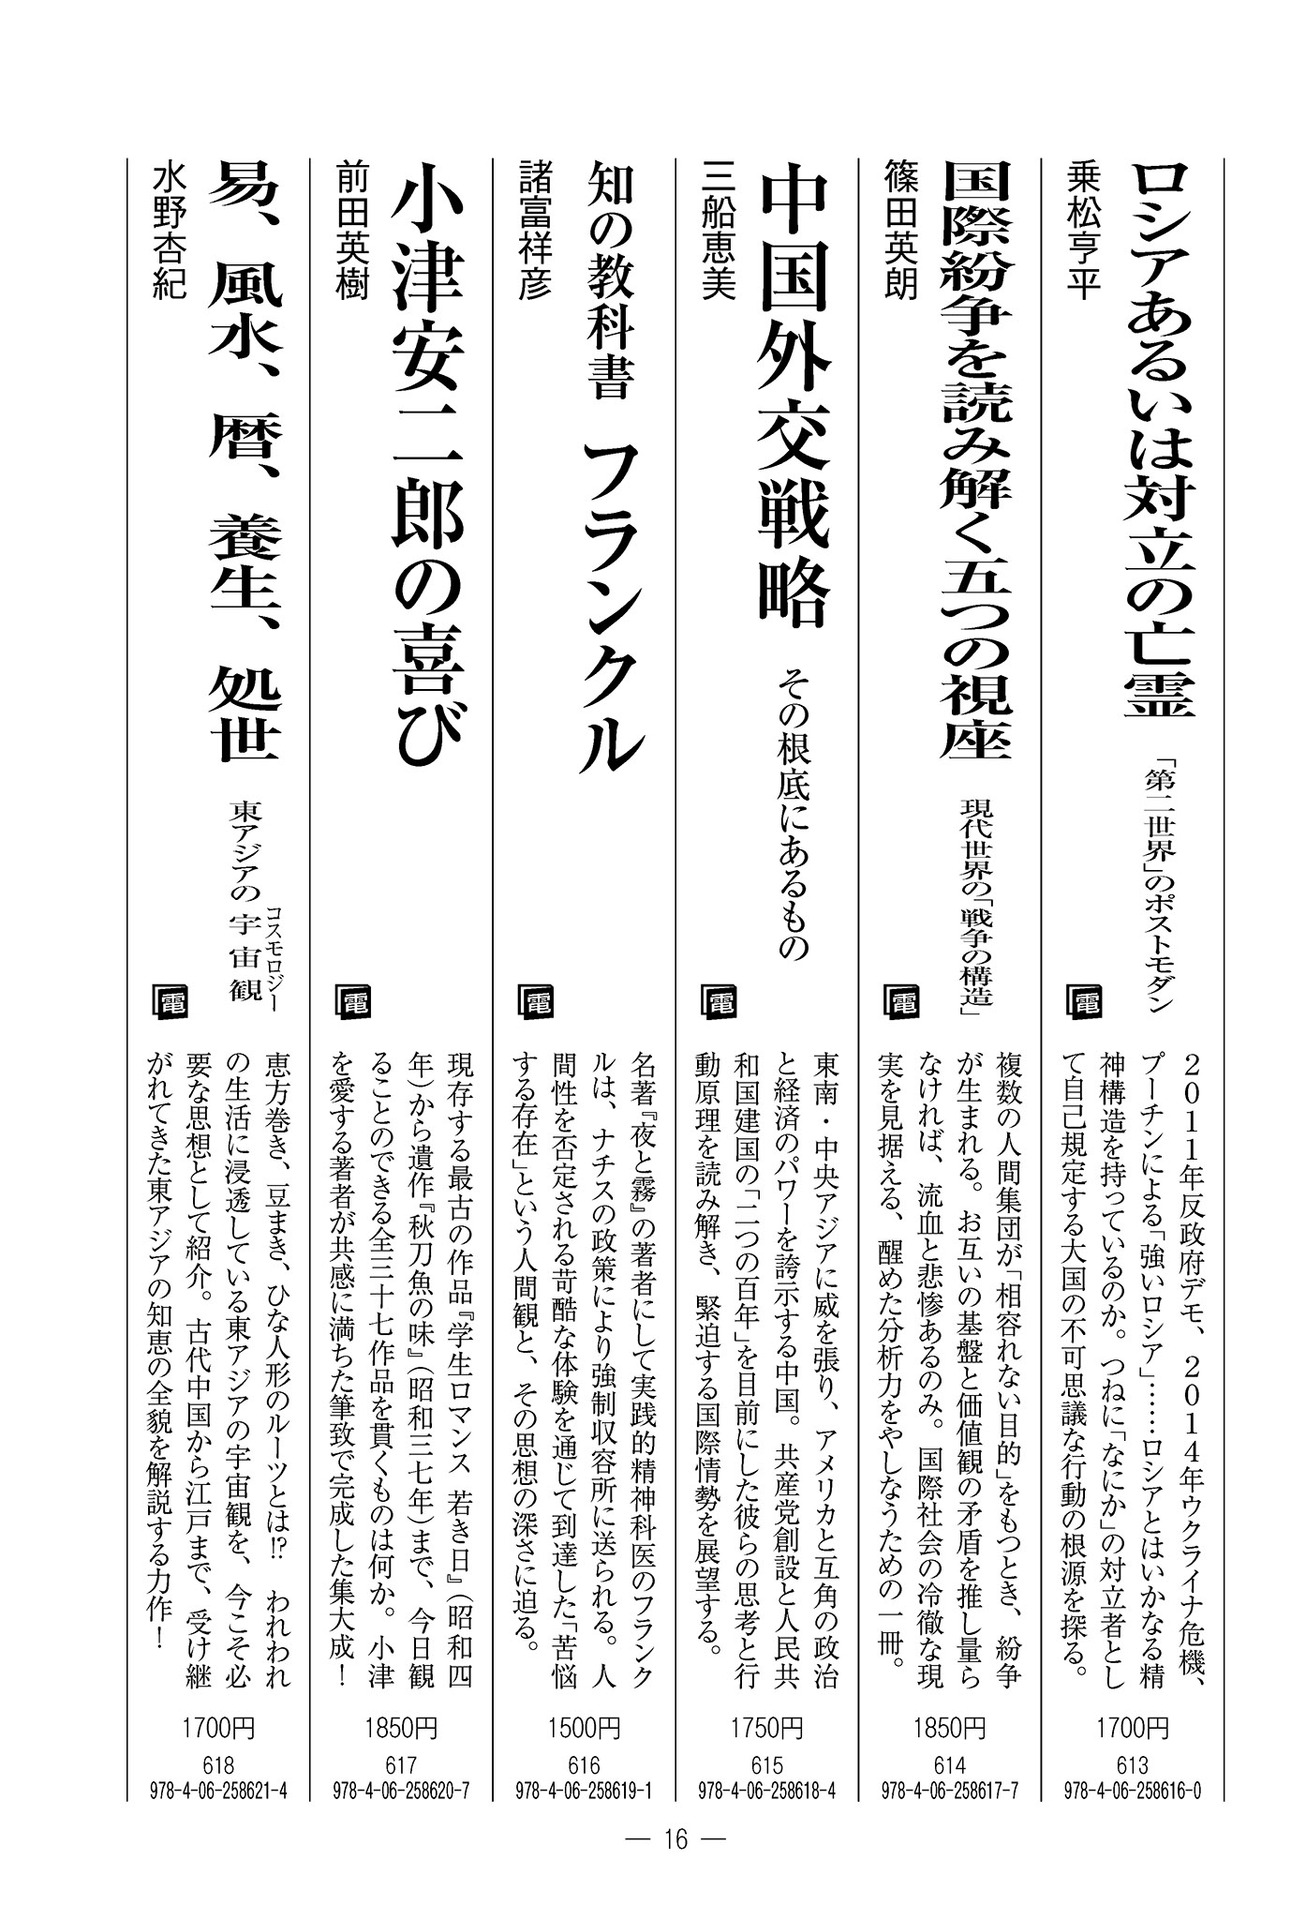 ロシアあるいは対立の亡霊
「第二世界」のポストモダン
乗松亨平
電
2011年反政府デモ、2014年ウクライナ危機、
プーチンによる「強いロシア」……ロシアとはいかなる精
神構造を持っているのか。つねに「なにか」の対立者とし
て自己規定する大国の不可思議な行動の根源を探る。
1700円
613
978-4-06-258616-0
国際紛争を読み解く五つの視座
現代世界の「戦争の構造」
篠田英朗
電
複数の人間集団が「相容れない目的」をもつとき、紛争
が生まれる。お互いの基盤と価値観の矛盾を推し量ら
なければ、流血と悲惨あるのみ。国際社会の冷徹な現
実を見据える、醒めた分析力をやしなうための一冊。
1850円
614
978-4-06-258617-7
中国外交戦略
その根底にあるもの
三船恵美
電
東南・中央アジアに威を張り、アメリカと互角の政治
と経済のパワーを誇示する中国。共産党創設と人民共
和国建国の「二つの百年」を目前にした彼らの思考と行
動原理を読み解き、緊迫する国際情勢を展望する。
1750円
615
978-4-06-258618-4
知の教科書 フランクル
諸富祥彦
電
名著『夜と霧』の著者にして実践的精神科医のフランク
ルは、ナチスの政策により強制収容所に送られる。人
間性を否定される苛酷な体験を通じて到達した「苦悩
する存在」という人間観と、その思想の深さに迫る。
1500円
616
978-4-06-258619-1
小津安二郎の喜び
前田英樹
電
現存する最古の作品『学生ロマンス 若き日』（昭和四
年）から遺作『秋刀魚の味』（昭和三七年）まで、今日観
ることのできる全三十七作品を貫くものは何か。小津
を愛する著者が共感に満ちた筆致で完成した集大成！
1850円
617
978-4-06-258620-7
易、風水、暦、養生、処世
東アジアの宇宙観
コスモロジー
水野杏紀
電
恵方巻き、豆まき、ひな人形のルーツとは!? われわれ
の生活に浸透している東アジアの宇宙観を、今こそ必
要な思想として紹介。古代中国から江戸まで、受け継
がれてきた東アジアの知恵の全貌を解説する力作！
1700円
618
978-4-06-258621-4
― 16 ―